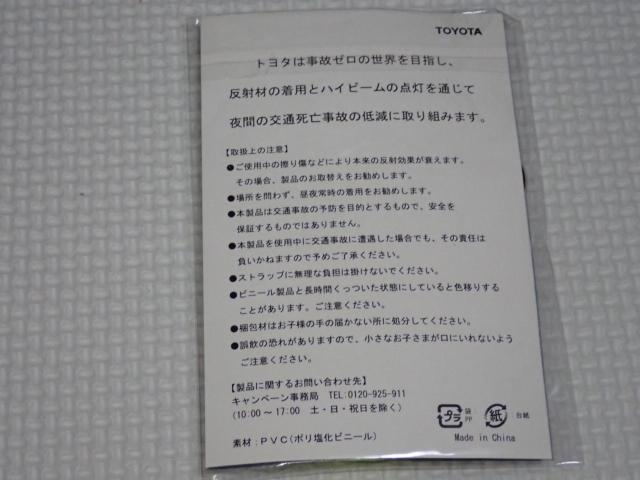 TOYOTA
トヨタは事故ゼロの世界を目指し、
反射材の着用とハイビームの点灯を通じて
夜間の交通死亡事故の低減に取り組みます。
【取扱上の注意】
●ご使用中の擦り傷などにより本来の反射効果が衰えます。
その場合、製品のお取替えをお勧めします。
●場所を問わず、昼夜常時の着用をお勧めします。
●本製品は交通事故の予防を目的とするもので、安全を
保証するものではありません。
●本製品を使用中に交通事故に遭遇した場合でも、その責任は
負いかねますので予めご了承ください。
●ストラップに無理な負担は掛けないでください。
●ビニール製品と長時間くっついた状態にしていると色移りする
ことがあります。ご注意ください。
●梱包材はお子様の手の届かない所に処分してください。
●誤飲の恐れがありますので、小さなお子さまが口にいれないよう
ご注意ください。
【製品に関するお問い合わせ先】
キャンペーン事務局 TEL:0120-925-911
(10:00～17:00 土・日・祝日を除く)
プラ 袋 PP 紙 台紙
素材：PVC(ポリ塩化ビニール)
Made in China